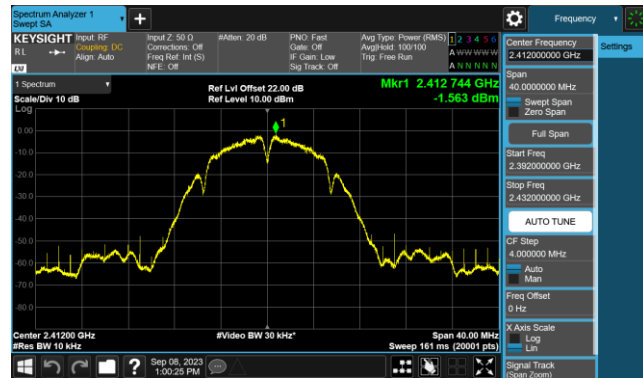 Spectrum Analyzer 1
Swept SA
Frequency
KEYSIGHT
RL
LXI
Input: RF
Coupling: DC
Align: Auto
Input Z: 50 Ω
Corrections: Off
Freq Ref: Int (S)
NFE: Off
#Atten: 20 dB
PNO: Fast
Gate: Off
IF Gain: Low
Sig Track: Off
Avg Type: Power (RMS)
Avg|Hold: 100/100
Trig: Free Run
1 2 3 4 5 6
A W W W W W
A N N N N N
1 Spectrum
Scale/Div 10 dB
Log
Ref Lvl Offset 22.00 dB
Ref Level 10.00 dBm
Mkr1 2.412 744 GHz
-1.563 dBm
1
0.00
-10.0
-20.0
-30.0
-40.0
-50.0
-60.0
-70.0
-80.0
Center 2.41200 GHz
#Res BW 10 kHz
#Video BW 30 kHz*
Span 40.00 MHz
Sweep 161 ms (20001 pts)
Sep 08, 2023
1:00:25 PM
Center Frequency
2.412000000 GHz
Span
40.0000000 MHz
Swept Span
Zero Span
Full Span
Start Freq
2.392000000 GHz
Stop Freq
2.432000000 GHz
AUTO TUNE
CF Step
4.000000 MHz
Auto
Man
Freq Offset
0 Hz
X Axis Scale
Log
Lin
Signal Track
(Span Zoom)
Settings